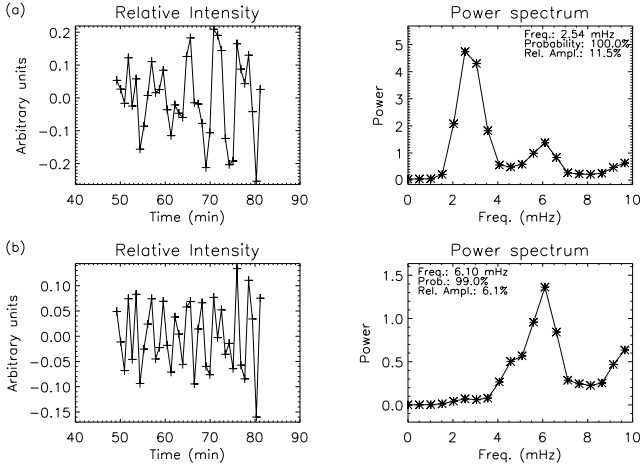 (a)
Relative Intensity
Arbitrary units
0.2
0.1
0.0
−0.1
−0.2
40 50 60 70 80 90
Time (min)
Power spectrum
Freq.: 2.54 mHz
Probability: 100.0%
Rel. Ampl.: 11.5%
Power
5
4
3
2
1
0
0 2 4 6 8 10
Freq. (mHz)
(b)
Relative Intensity
Arbitrary units
0.10
0.05
0.00
−0.05
−0.10
−0.15
40 50 60 70 80 90
Time (min)
Power spectrum
Freq.: 6.10 mHz
Prob.: 99.0%
Rel. Ampl.: 6.1%
Power
1.5
1.0
0.5
0.0
0 2 4 6 8 10
Freq. (mHz)